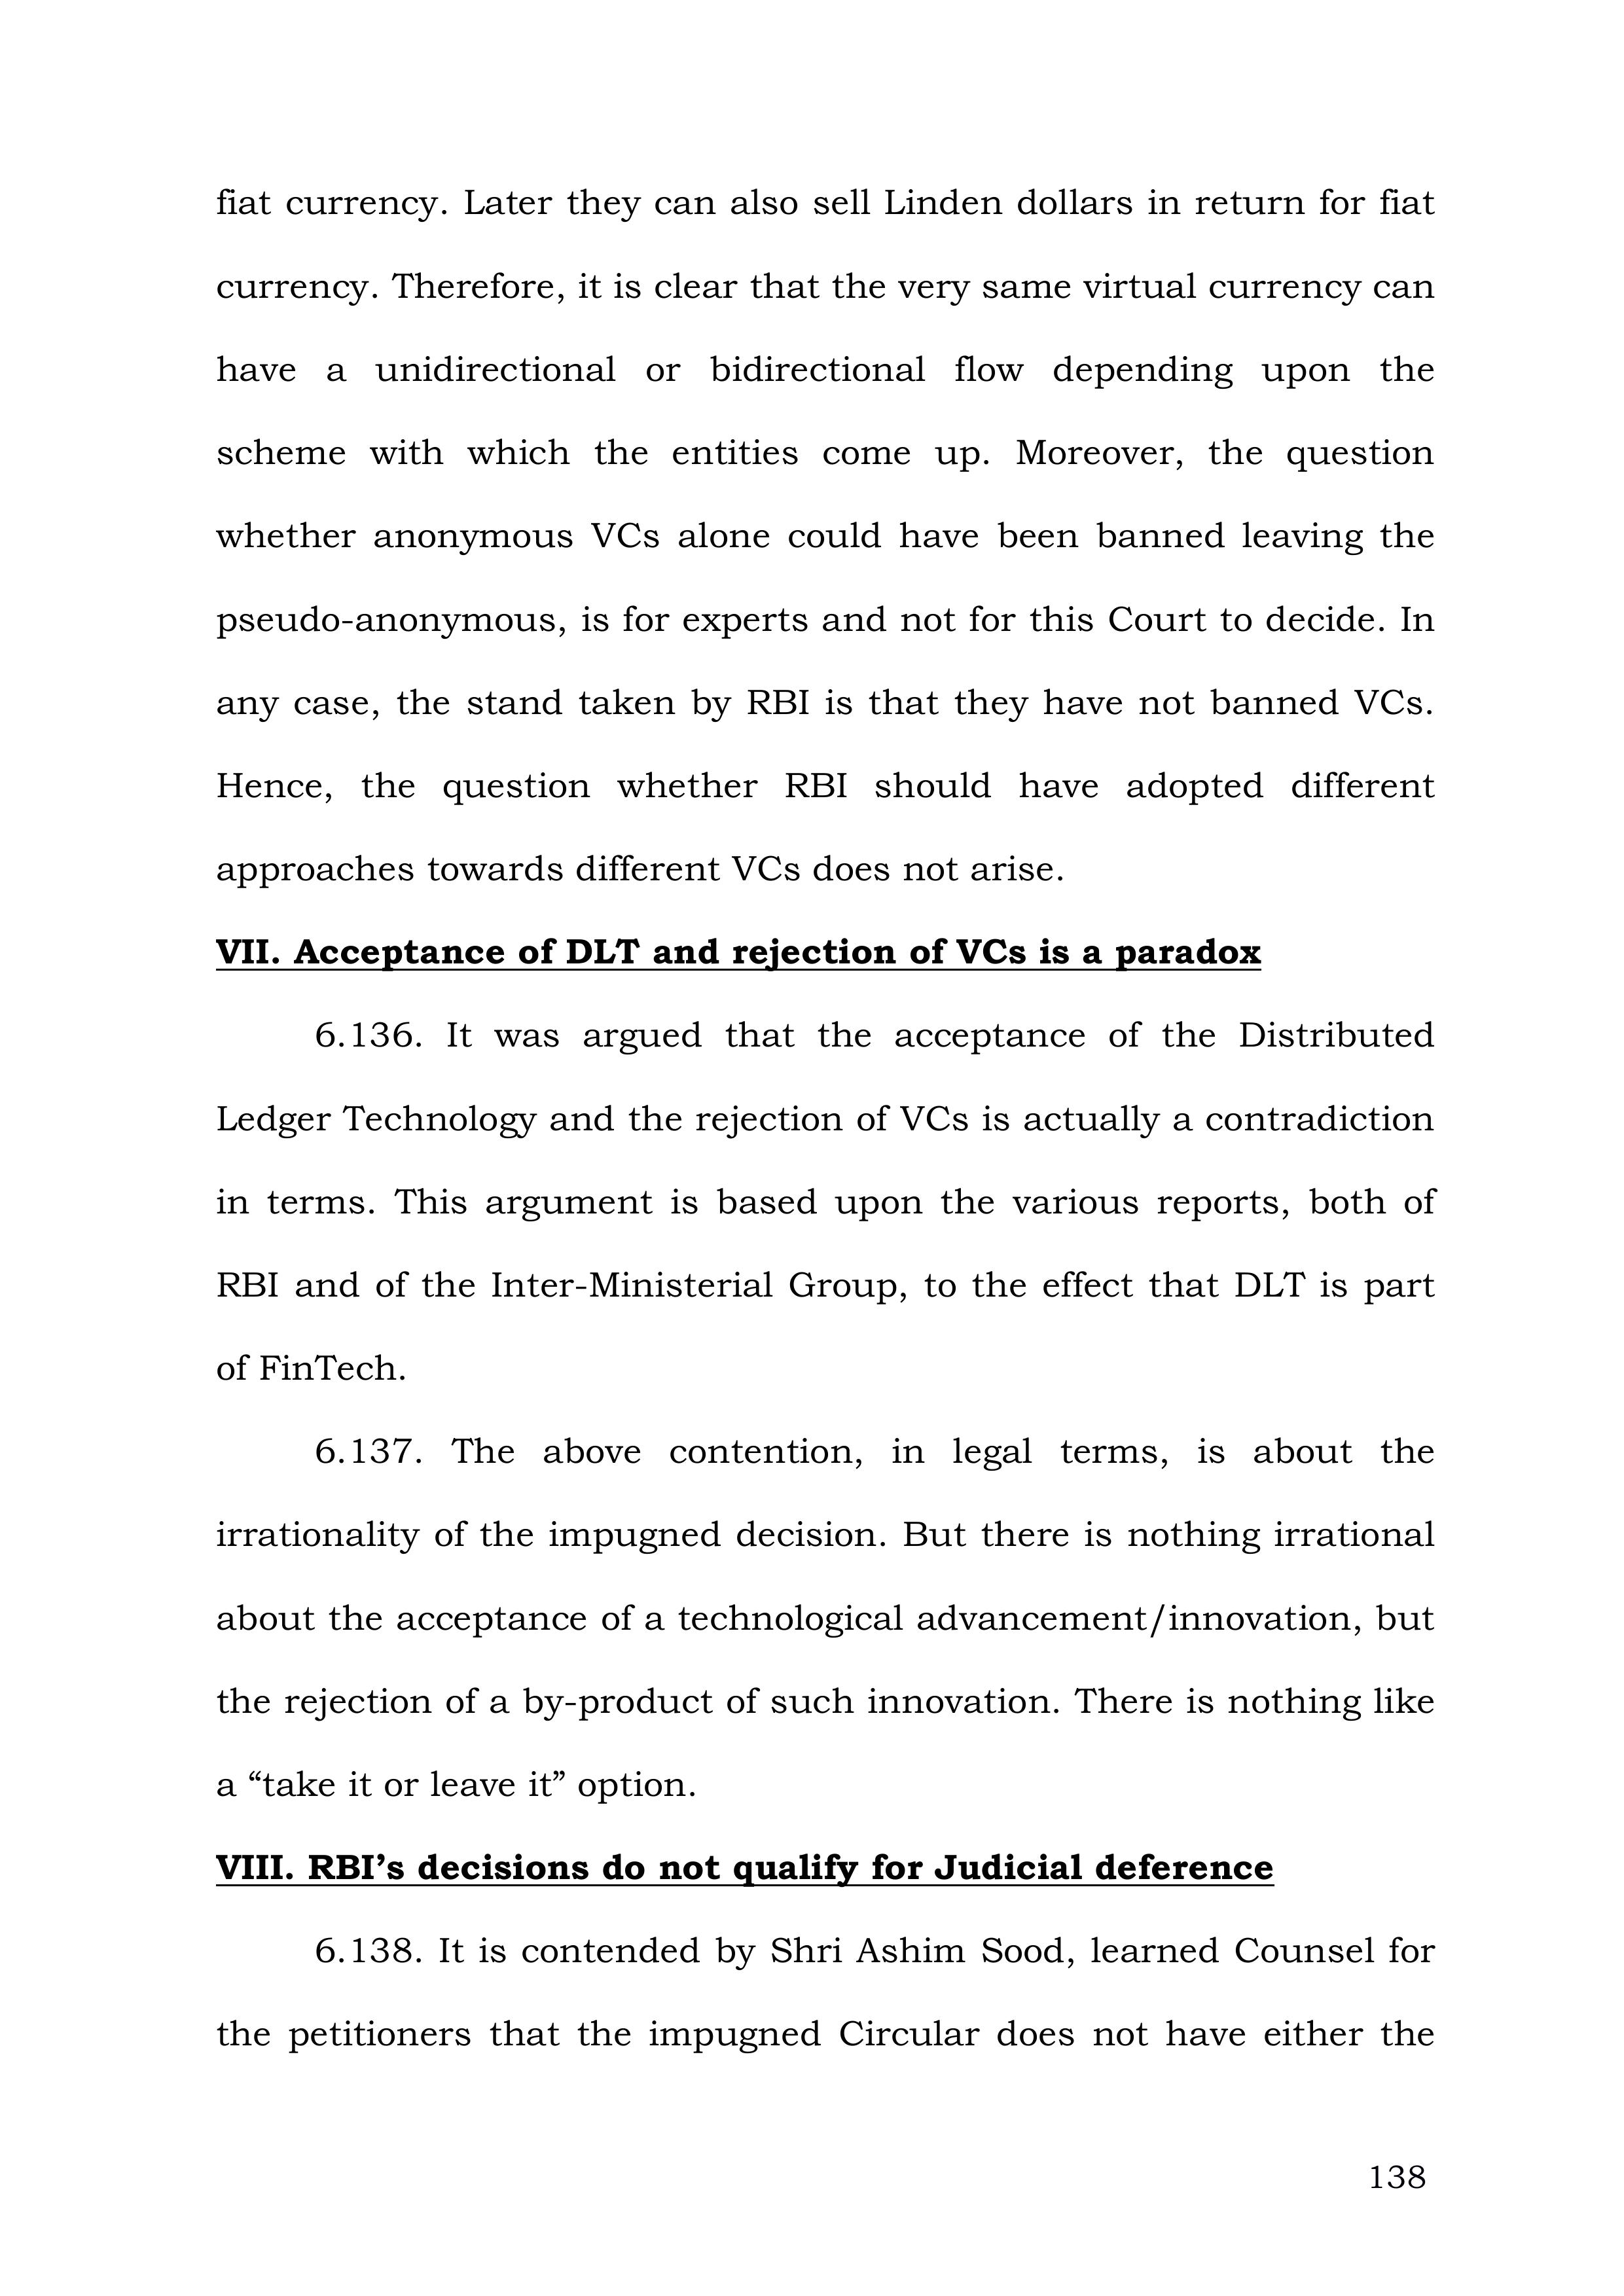 fiat currency. Later they can also sell Linden dollars in return for fiat
currency. Therefore, it is clear that the very same virtual currency can
have a unidirectional or bidirectional flow depending upon the
scheme with which the entities come up. Moreover, the question
whether anonymous VCs alone could have been banned leaving the
pseudo-anonymous, is for experts and not for this Court to decide. In
any case, the stand taken by RBI is that they have not banned VCs.
Hence, the question whether RBI should have adopted different
approaches towards different VCs does not arise.
VII. Acceptance of DLT and rejection of VCs is a paradox
6.136. It was argued that the acceptance of the Distributed
Ledger Technology and the rejection of VCs is actually a contradiction
in terms. This argument is based upon the various reports, both of
RBI and of the Inter-Ministerial Group, to the effect that DLT is part
of FinTech.
6.137. The above contention, in legal terms, is about the
irrationality of the impugned decision. But there is nothing irrational
about the acceptance of a technological advancement/innovation, but
the rejection of a by-product of such innovation. There is nothing like
a “take it or leave it” option.
VIII. RBI’s decisions do not qualify for Judicial deference
6.138. It is contended by Shri Ashim Sood, learned Counsel for
the petitioners that the impugned Circular does not have either the
138